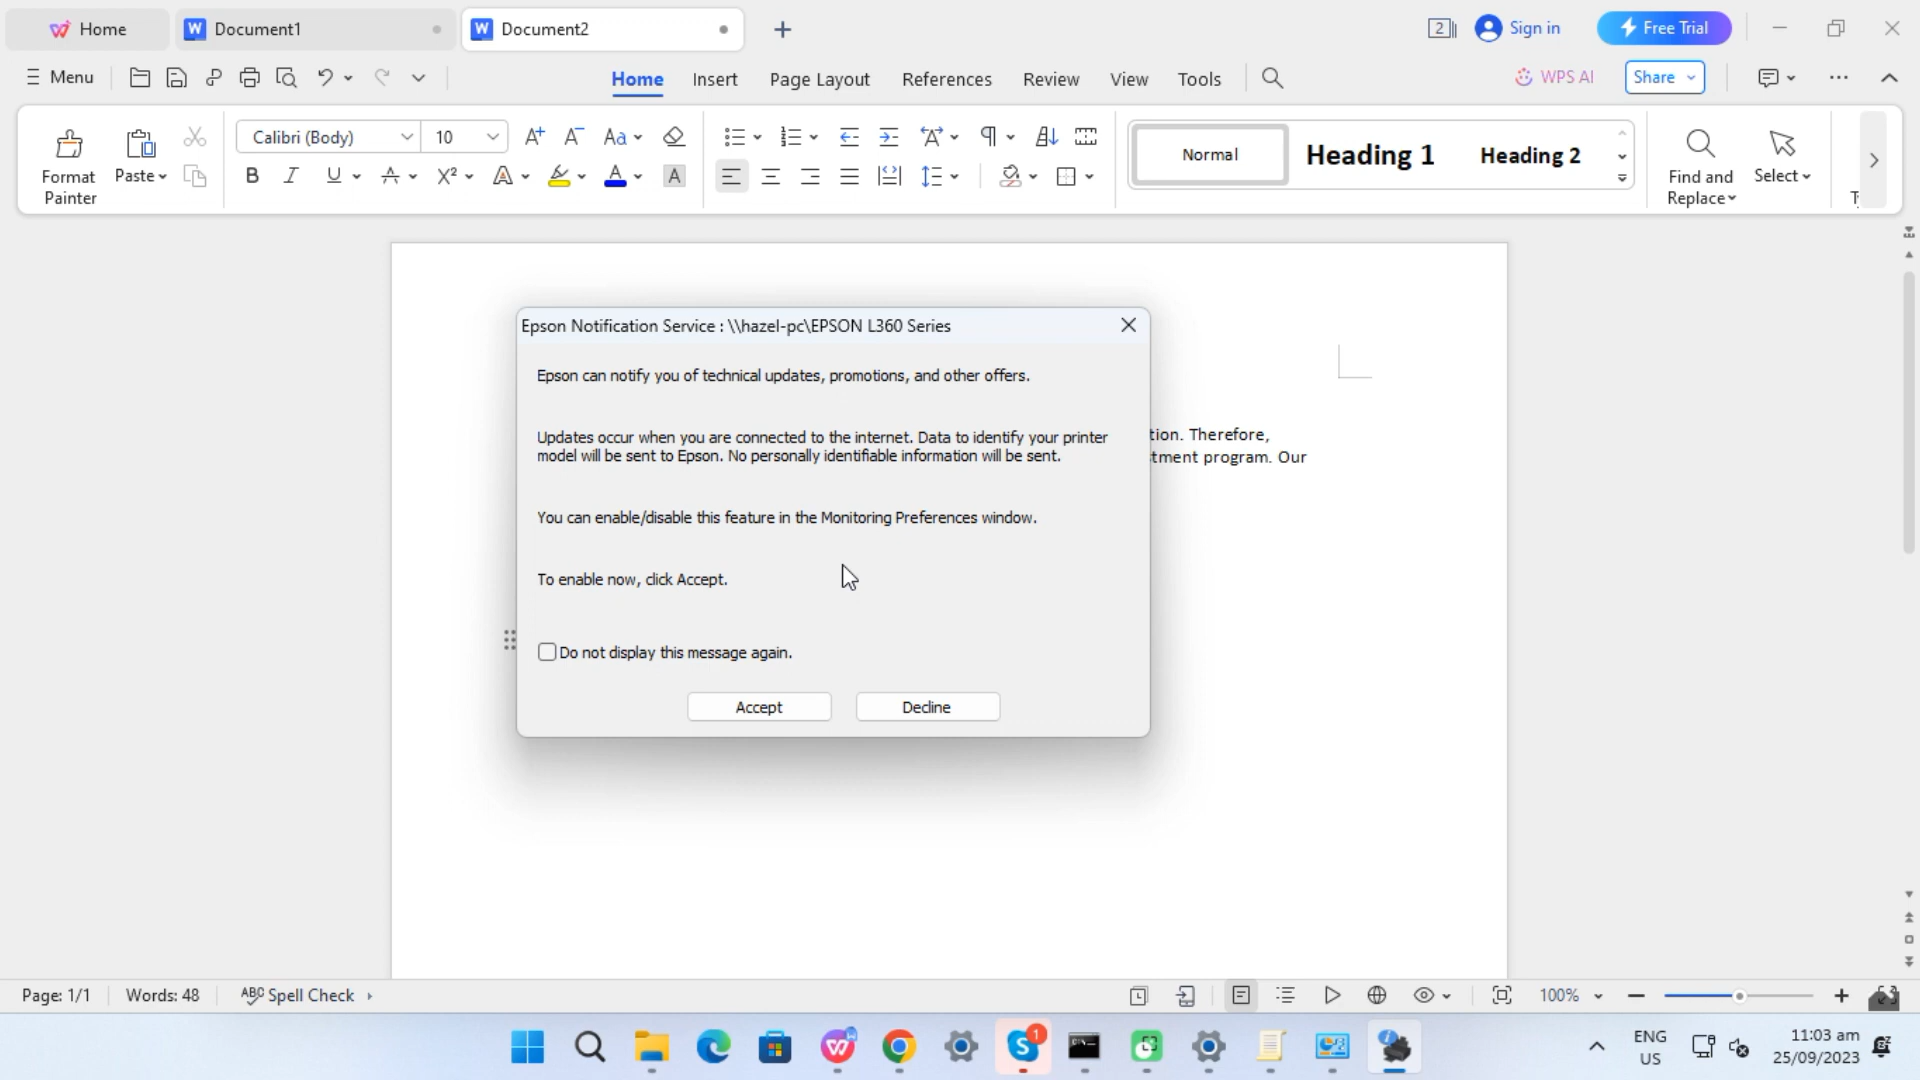 Home
Document1
Document2
2
Sign in
Free Trial
Menu
Home
Insert
Page Layout
References
Review
View
Tools
WPS AI
Share
Format
Painter
Paste
Calibri (Body)
10
Normal
Heading 1
Heading 2
Find and
Replace
Select
Epson Notification Service : \\hazel-pc\EPSON L360 Series
Epson can notify you of technical updates, promotions, and other offers.
Updates occur when you are connected to the internet. Data to identify your printer
model will be sent to Epson. No personally identifiable information will be sent.
You can enable/disable this feature in the Monitoring Preferences window.
To enable now, click Accept.
Do not display this message again.
Accept
Decline
tion. Therefore,
tment program. Our
Page: 1/1
Words: 48
ABC Spell Check
100%
1
ENG
US
11:03 am
25/09/2023